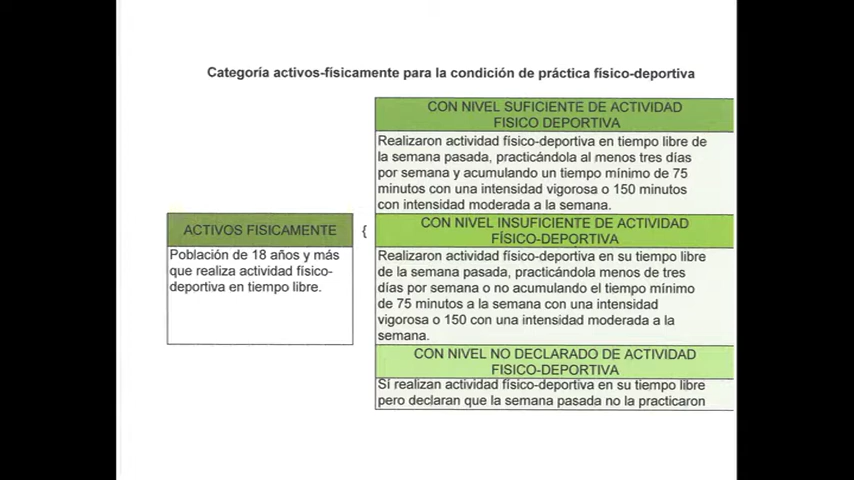 Categoría activos-físicamente para la condición de práctica físico-deportiva
CON NIVEL SUFICIENTE DE ACTIVIDAD
FISICO DEPORTIVA
Realizaron actividad físico-deportiva en tiempo libre de
la semana pasada, practicándola al menos tres días
por semana y acumulando un tiempo mínimo de 75
minutos con una intensidad vigorosa o 150 minutos
con intensidad moderada a la semana.
ACTIVOS FISICAMENTE
{
Población de 18 años y más
que realiza actividad físico-
deportiva en tiempo libre.
CON NIVEL INSUFICIENTE DE ACTIVIDAD
FÍSICO-DEPORTIVA
Realizaron actividad físico-deportiva en su tiempo libre
de la semana pasada, practicándola menos de tres
días por semana o no acumulando el tiempo mínimo
de 75 minutos a la semana con una intensidad
vigorosa o 150 con una intensidad moderada a la
semana.
CON NIVEL NO DECLARADO DE ACTIVIDAD
FISICO-DEPORTIVA
Sí realizan actividad físico-deportiva en su tiempo libre
pero declaran que la semana pasada no la practicaron